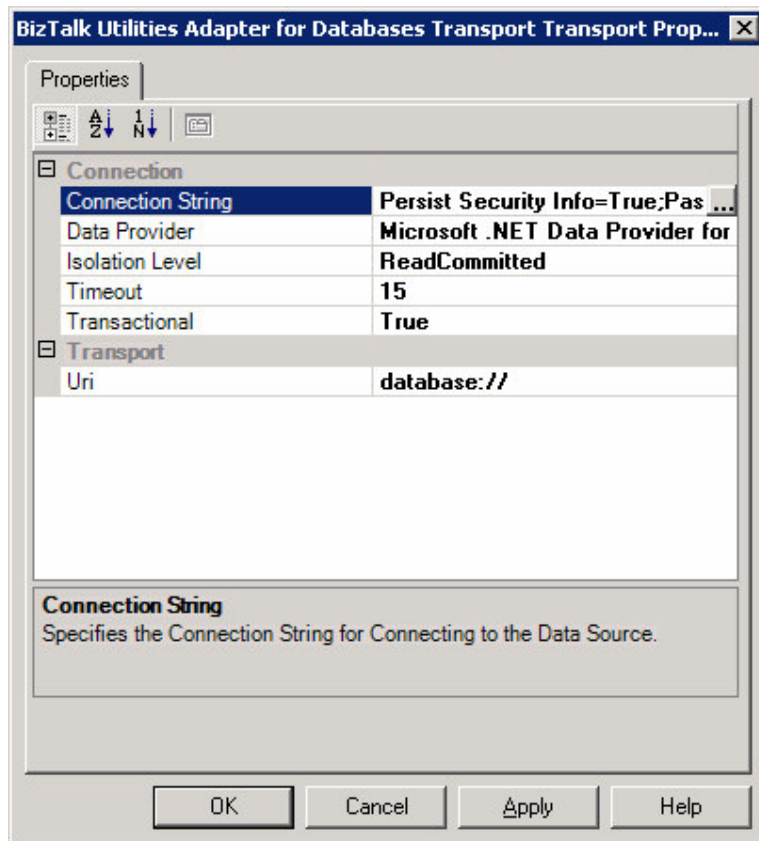 BizTalk Utilities Adapter for Databases Transport Transport Prop...
Properties
Connection
Connection String Persist Security Info=True;Pas ...
Data Provider Microsoft .NET Data Provider for
Isolation Level ReadCommitted
Timeout 15
Transactional True
Transport
Uri database://
Connection String
Specifies the Connection String for Connecting to the Data Source.
OK Cancel Apply Help